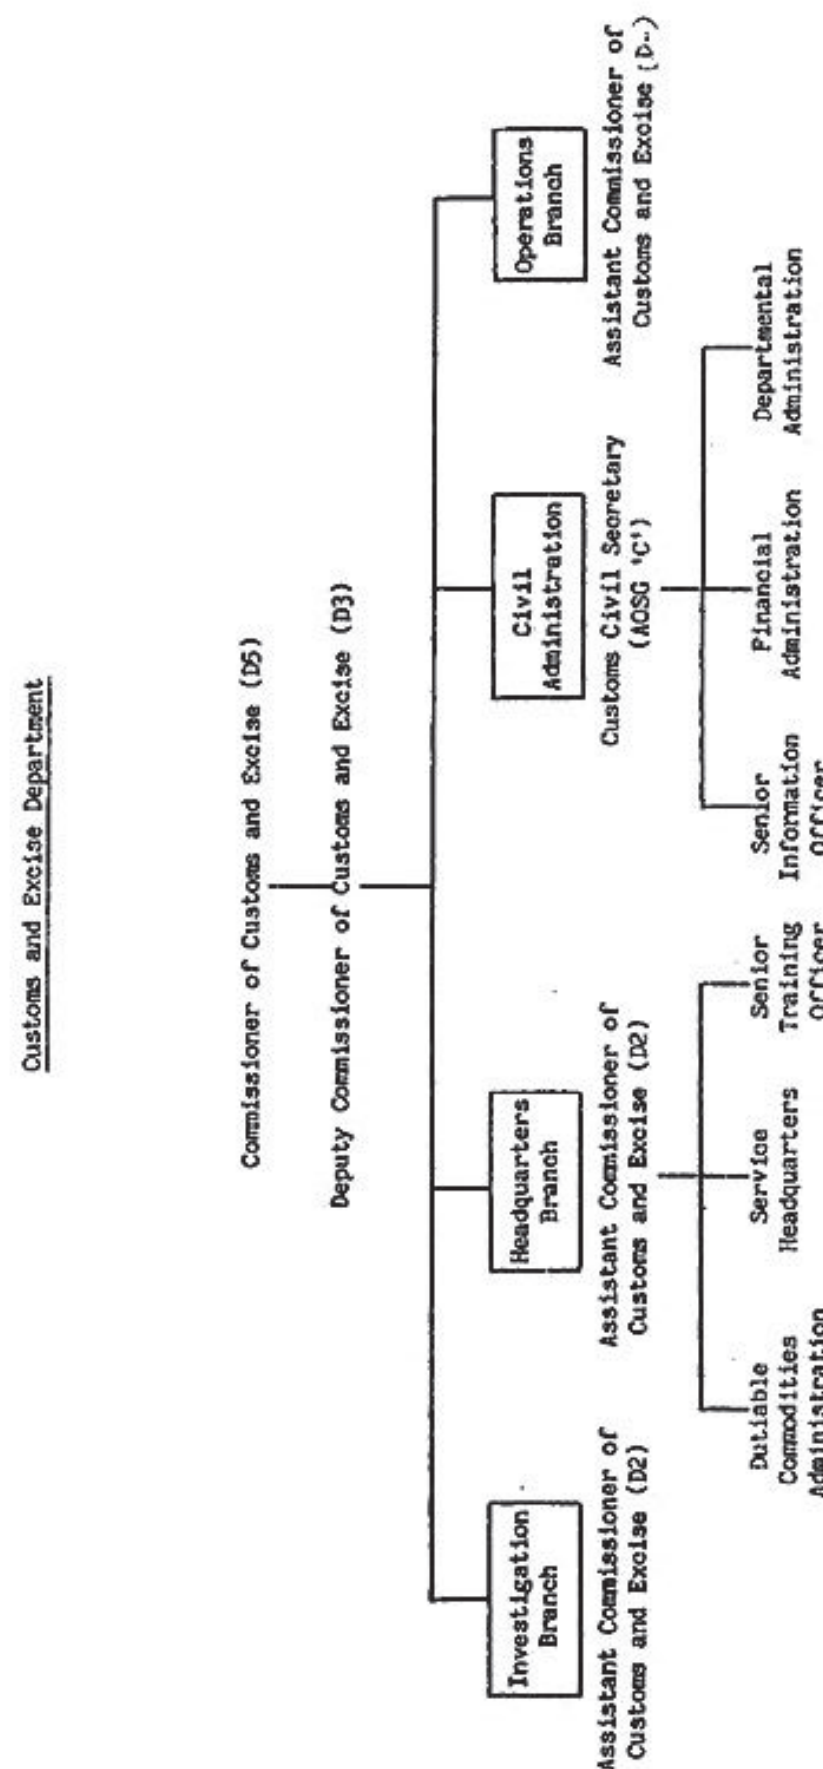 Customs and Excise Department
Commissioner of Customs and Excise (D5)
Deputy Commissioner of Customs and Excise (D3)
Investigation
Branch
Assistant Commissioner of
Customs and Excise (D2)
Headquarters
Branch
Assistant Commissioner of
Customs and Excise (D2)
Dutiable
Commodities
Administration
Service
Headquarters
Senior
Training
Officer
Civil
Administration
Customs Civil Secretary
(AOSG 'C')
Senior
Information
Officer
Financial
Administration
Departmental
Administration
Operations
Branch
Assistant Commissioner of
Customs and Excise